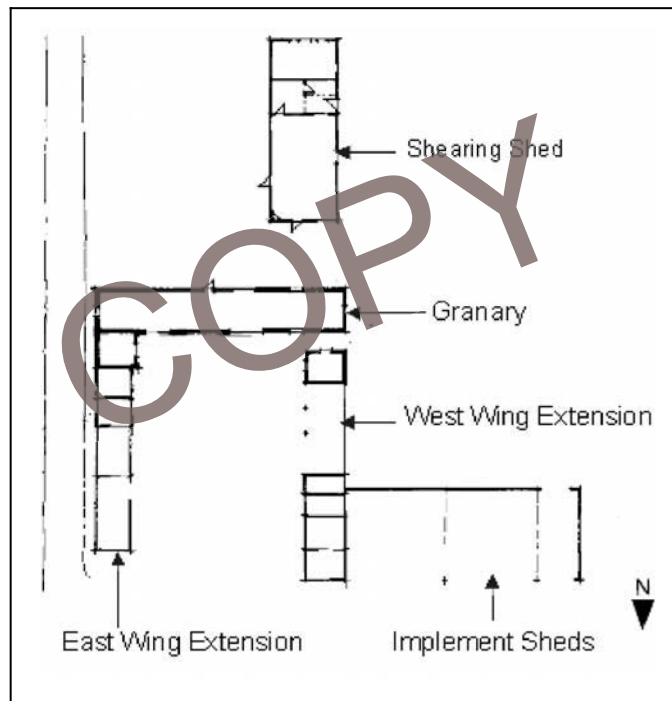 Shearing Shed
COPY
Granary
West Wing Extension
N
East Wing Extension
Implement Sheds